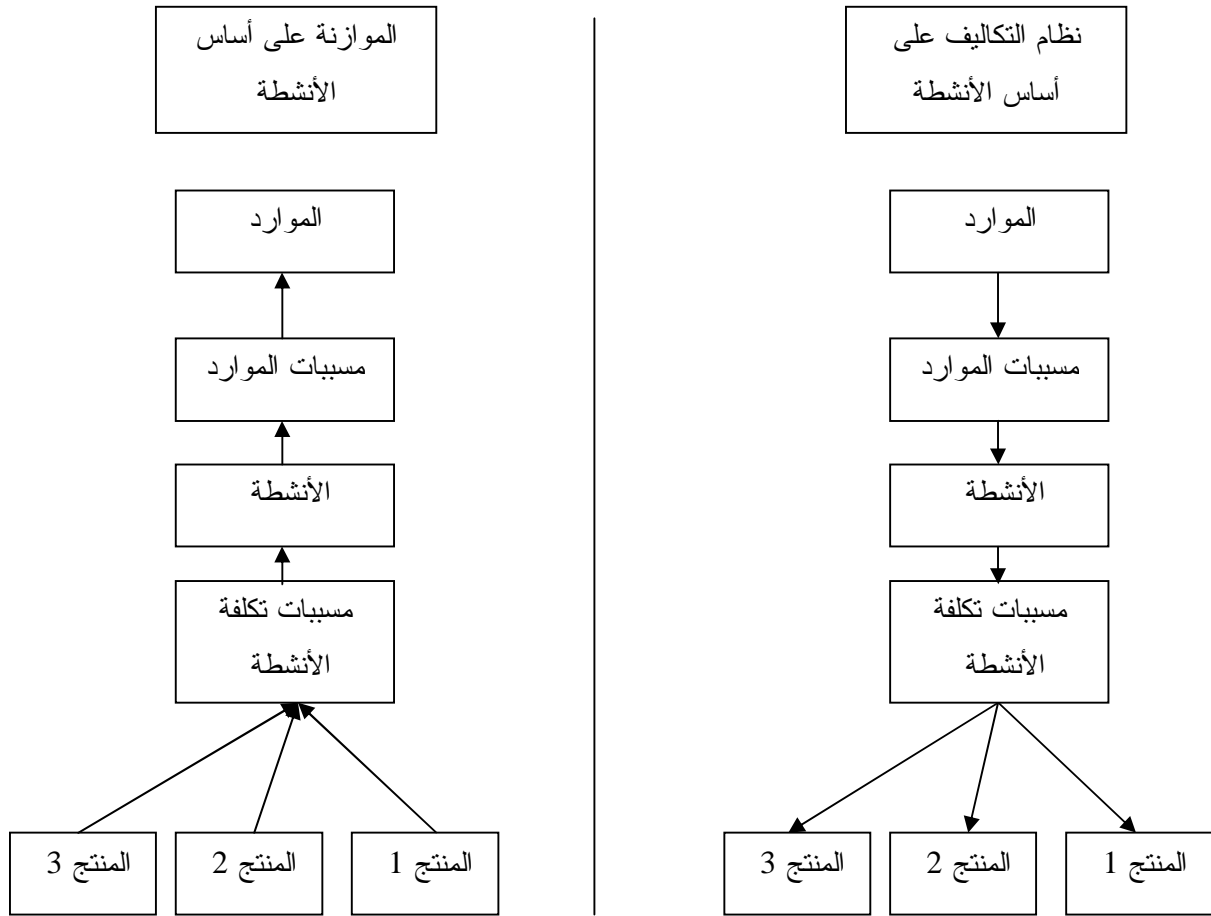 نظام التكاليف على
أساس الأنشطة
الموارد
مسببات الموارد
الأنشطة
مسببات تكلفة
الأنشطة
المنتج 1
المنتج 2
المنتج 3
الموازنة على أساس
الأنشطة
الموارد
مسببات الموارد
الأنشطة
مسببات تكلفة
الأنشطة
المنتج 1
المنتج 2
المنتج 3